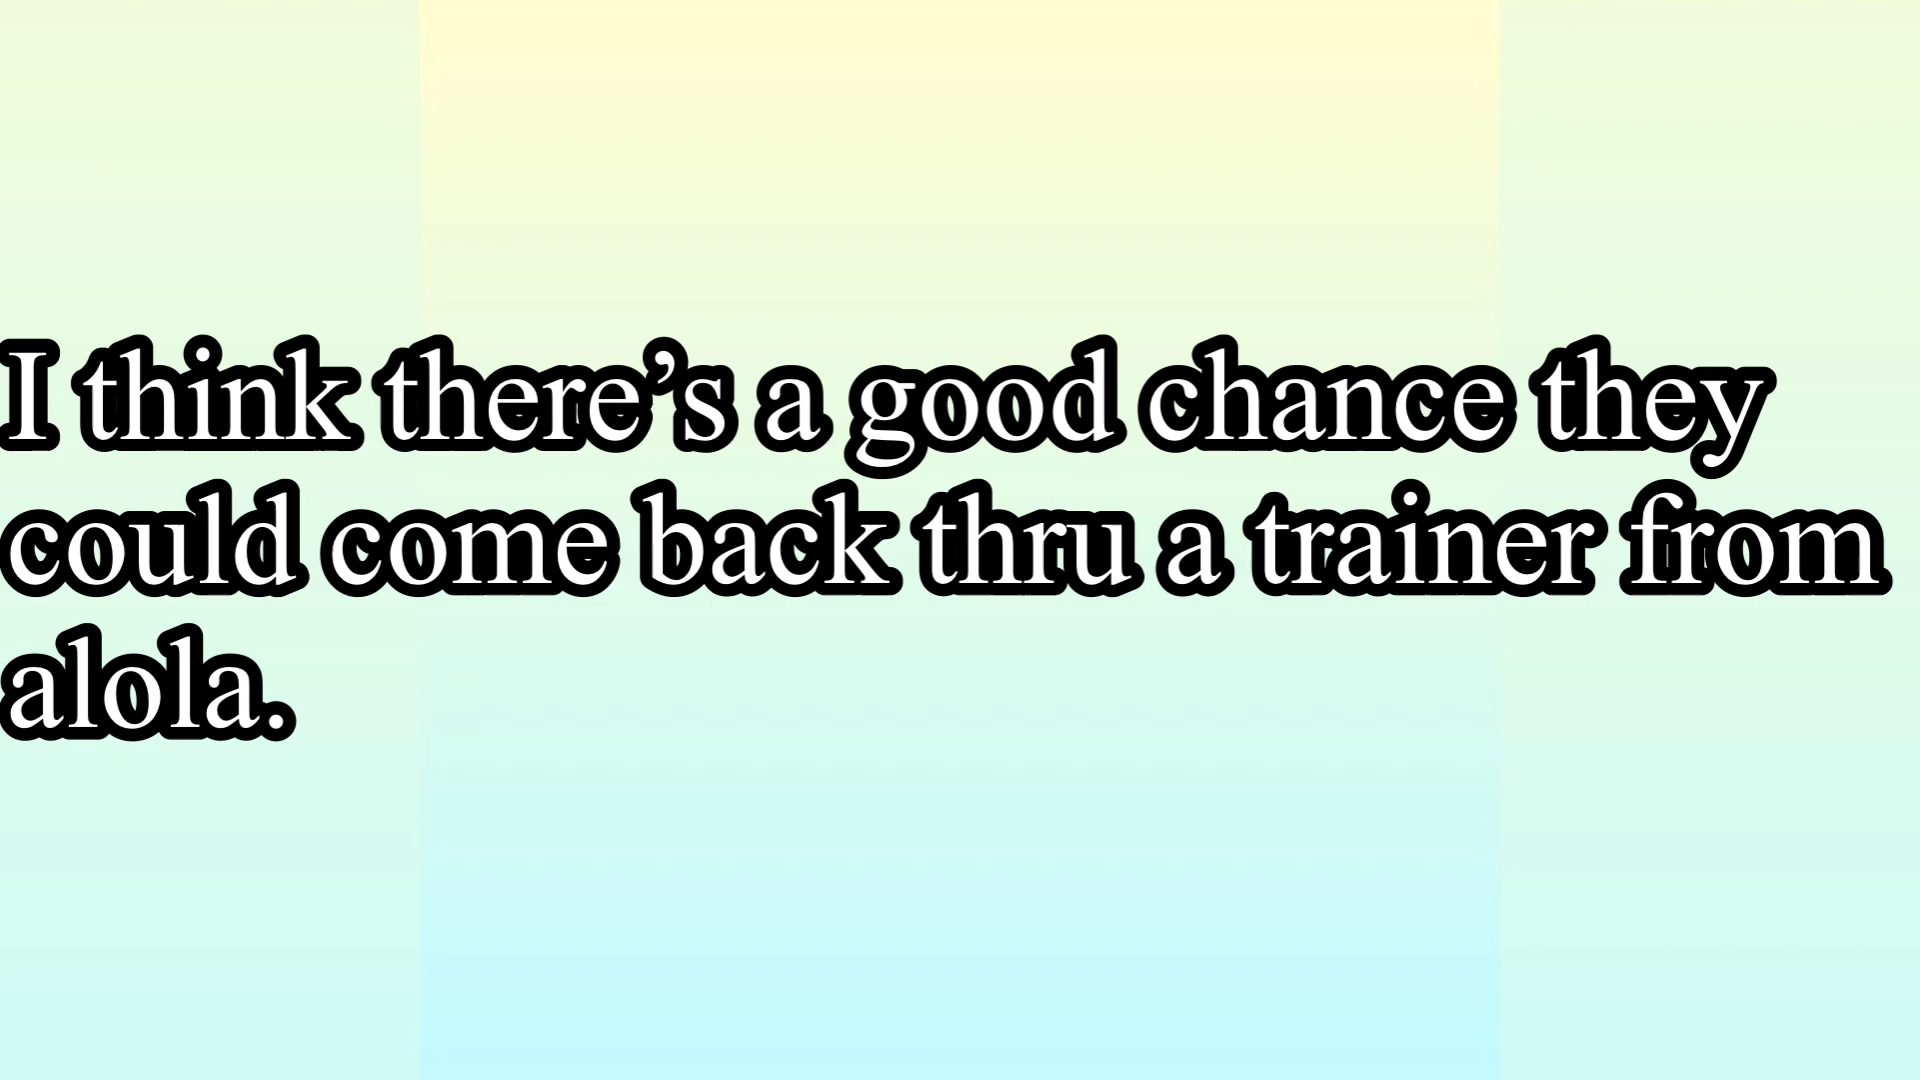 I think there’s a good chance they
could come back thru a trainer from
alola.